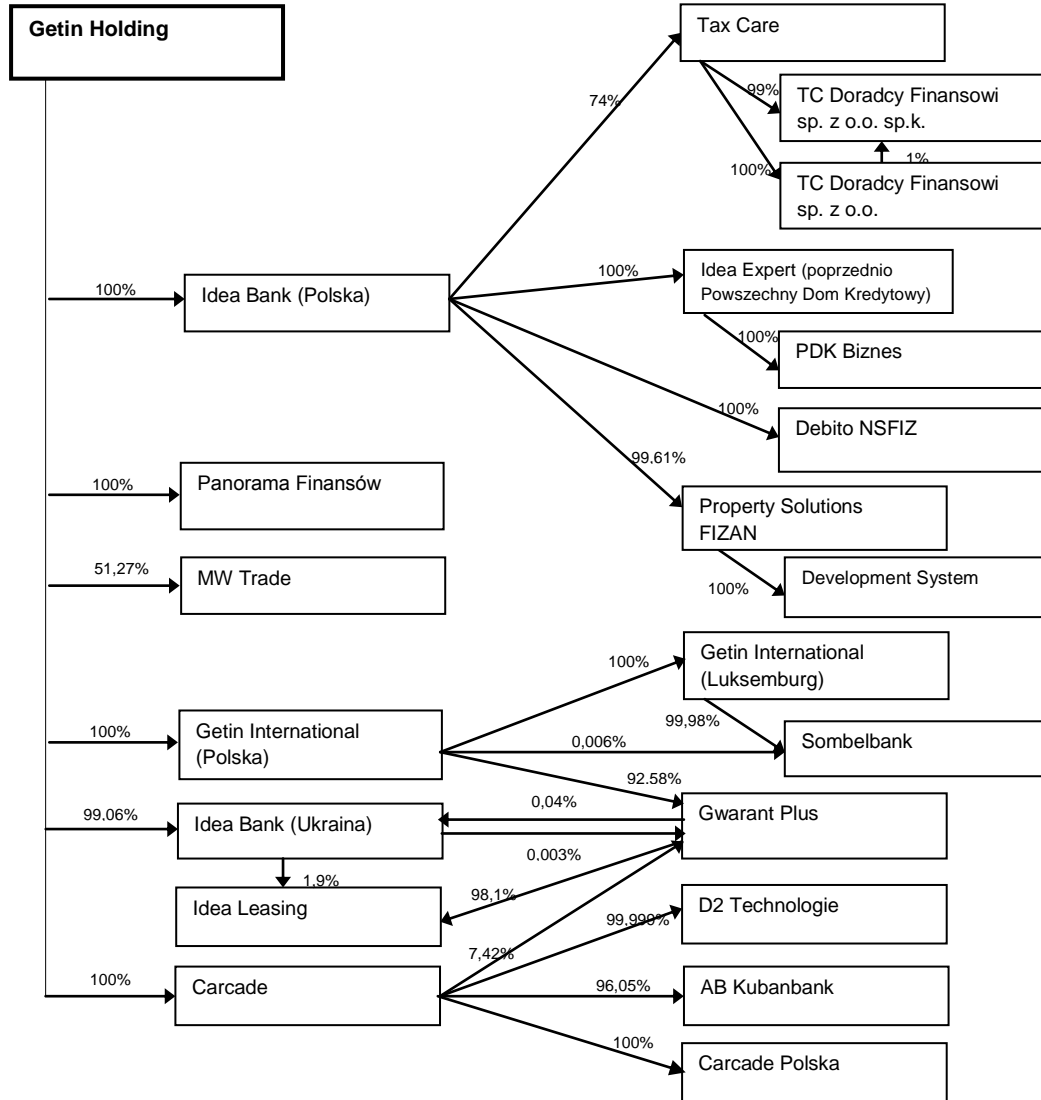 Getin Holding
Tax Care
99%
TC Doradcy Finansowi
sp. z o.o. sp.k.
74%
1%
100%
TC Doradcy Finansowi
sp. z o.o.
100%
Idea Bank (Polska)
100%
Idea Expert (poprzednio
Powszechny Dom Kredytowy)
100%
PDK Biznes
100%
Debito NSFIZ
99.61%
Property Solutions
FIZAN
100%
Development System
100%
Panorama Finansów
51,27%
MW Trade
100%
Getin International
(Polska)
100%
Getin International
(Luksemburg)
99,98%
0,006%
Sombelbank
92.58%
99.06%
Idea Bank (Ukraina)
0,04%
Gwarant Plus
0.003%
1,9%
Idea Leasing
98,1%
99,999%
D2 Technologie
7,42%
100%
Carcade
96,05%
AB Kubanbank
100%
Carcade Polska